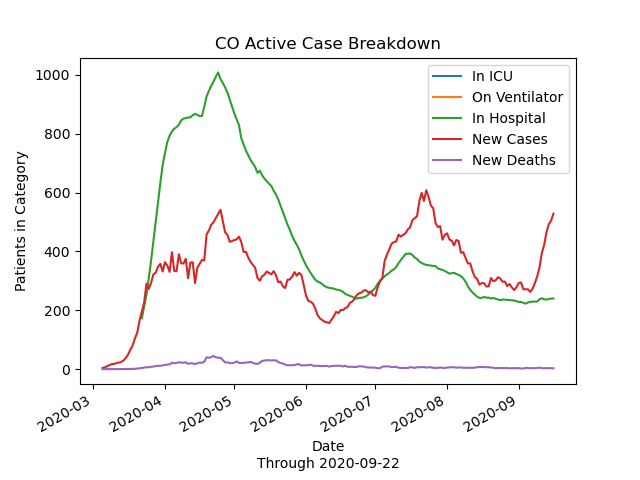 CO Active Case Breakdown
1000
800
600
400
200
0
Patients in Category
In ICU
On Ventilator
In Hospital
New Cases
New Deaths
2020-03
2020-04
2020-05
2020-06
2020-07
2020-08
2020-09
Date
Through 2020-09-22